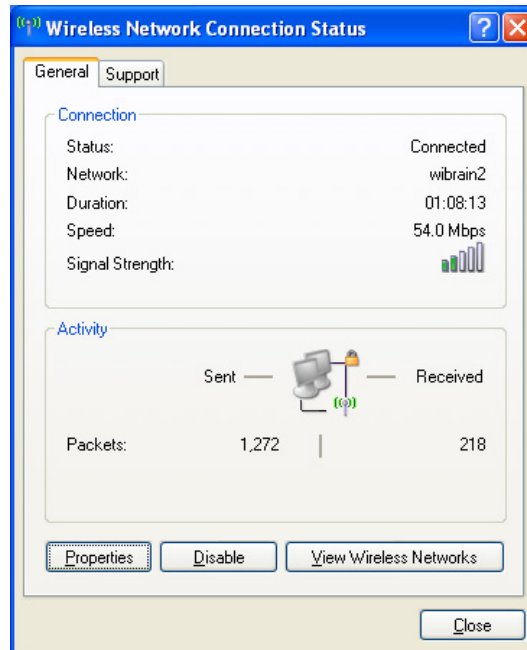 Wireless Network Connection Status
General Support
Connection
Status: Connected
Network: wibrain2
Duration: 01:08:13
Speed: 54.0 Mbps
Signal Strength:
Activity
Sent Received
Packets: 1,272 218
Properties Disable View Wireless Networks
Close